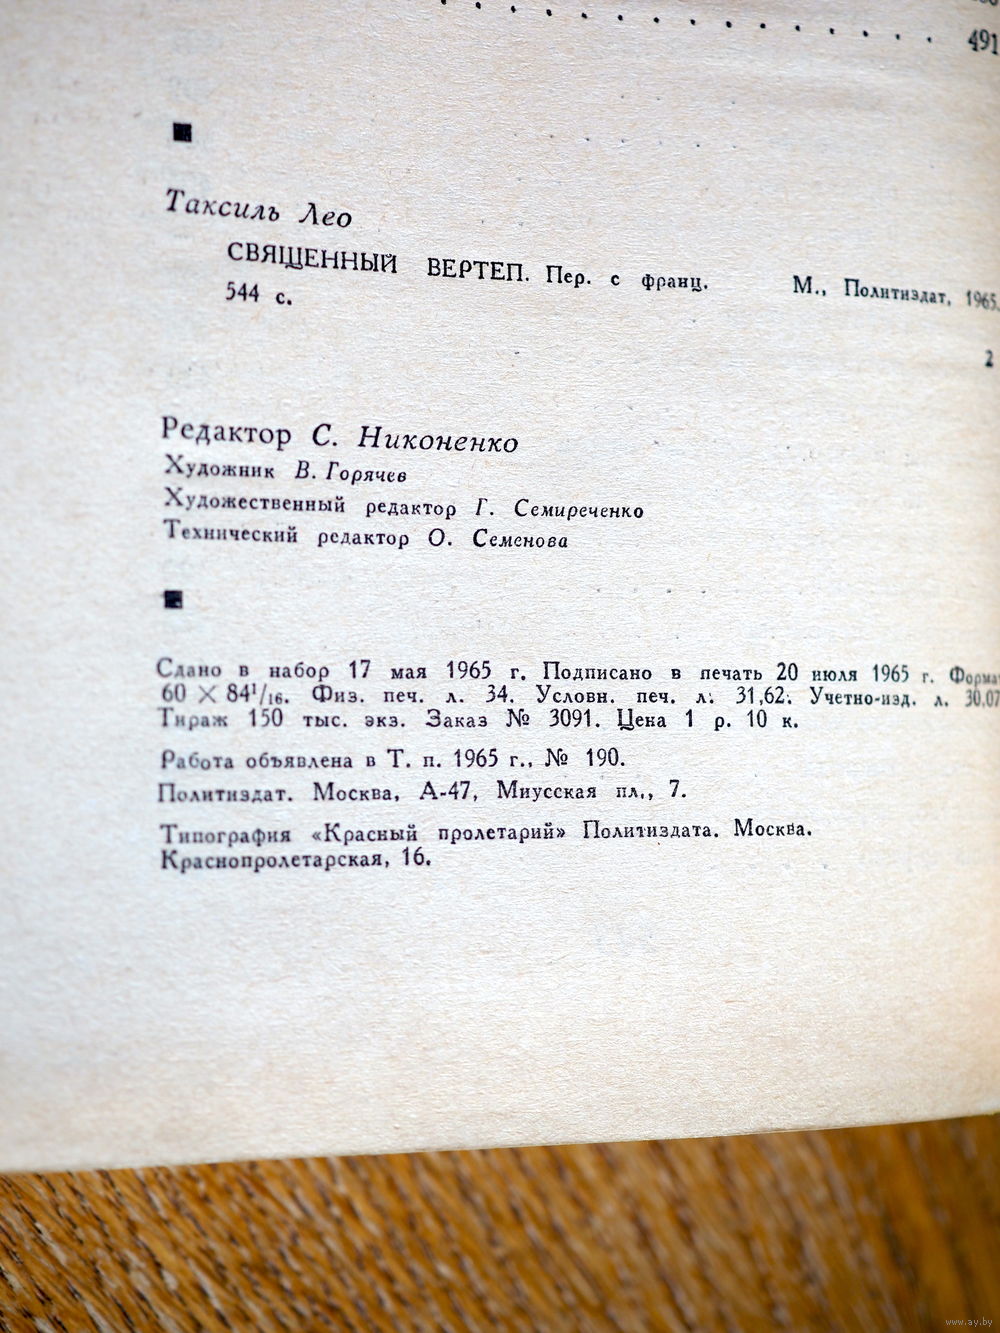 491
Таксиль Лео
СВЯЩЕННЫЙ ВЕРТЕП. Пер. с франц. М., Политиздат, 1965.
544 с.
2
Редактор С. Никоненко
Художник В. Горячев
Художественный редактор Г. Семиреченко
Технический редактор О. Семенова
Сдано в набор 17 мая 1965 г. Подписано в печать 20 июля 1965 г. Формат
60 × 84¹/₁₆. Физ. печ. л. 34. Условн. печ. л. 31,62. Учетно-изд. л. 30,07
Тираж 150 тыс. экз. Заказ № 3091. Цена 1 р. 10 к.
Работа объявлена в Т. п. 1965 г., № 190.
Политиздат. Москва, А-47, Миусская пл., 7.
Типография «Красный пролетарий» Политиздата. Москва.
Краснопролетарская, 16.
www.ay.by